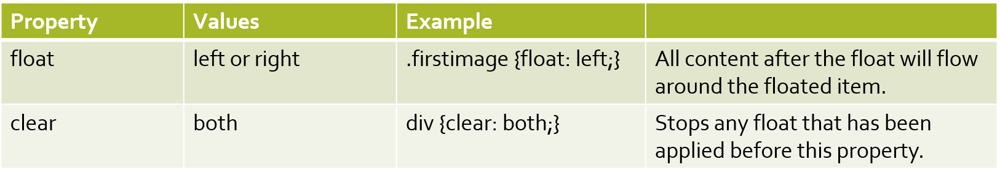 Property Values Example
float left or right .firstimage {float: left;} All content after the float will flow
around the floated item.
clear both div {clear: both;} Stops any float that has been
applied before this property.